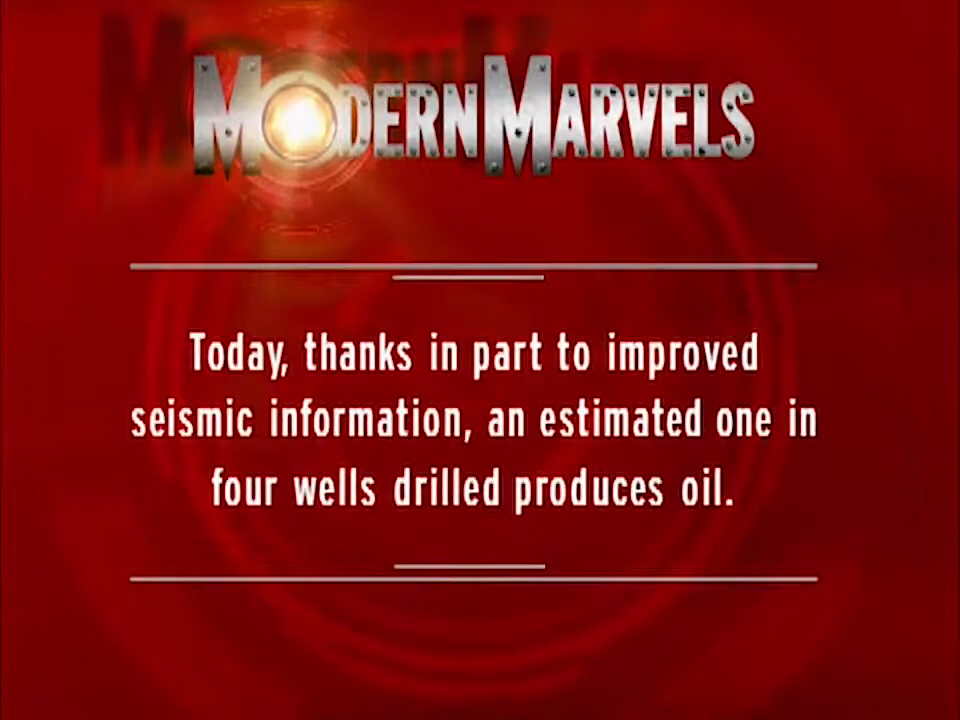 MODERN MARVELS
Today, thanks in part to improved
seismic information, an estimated one in
four wells drilled produces oil.